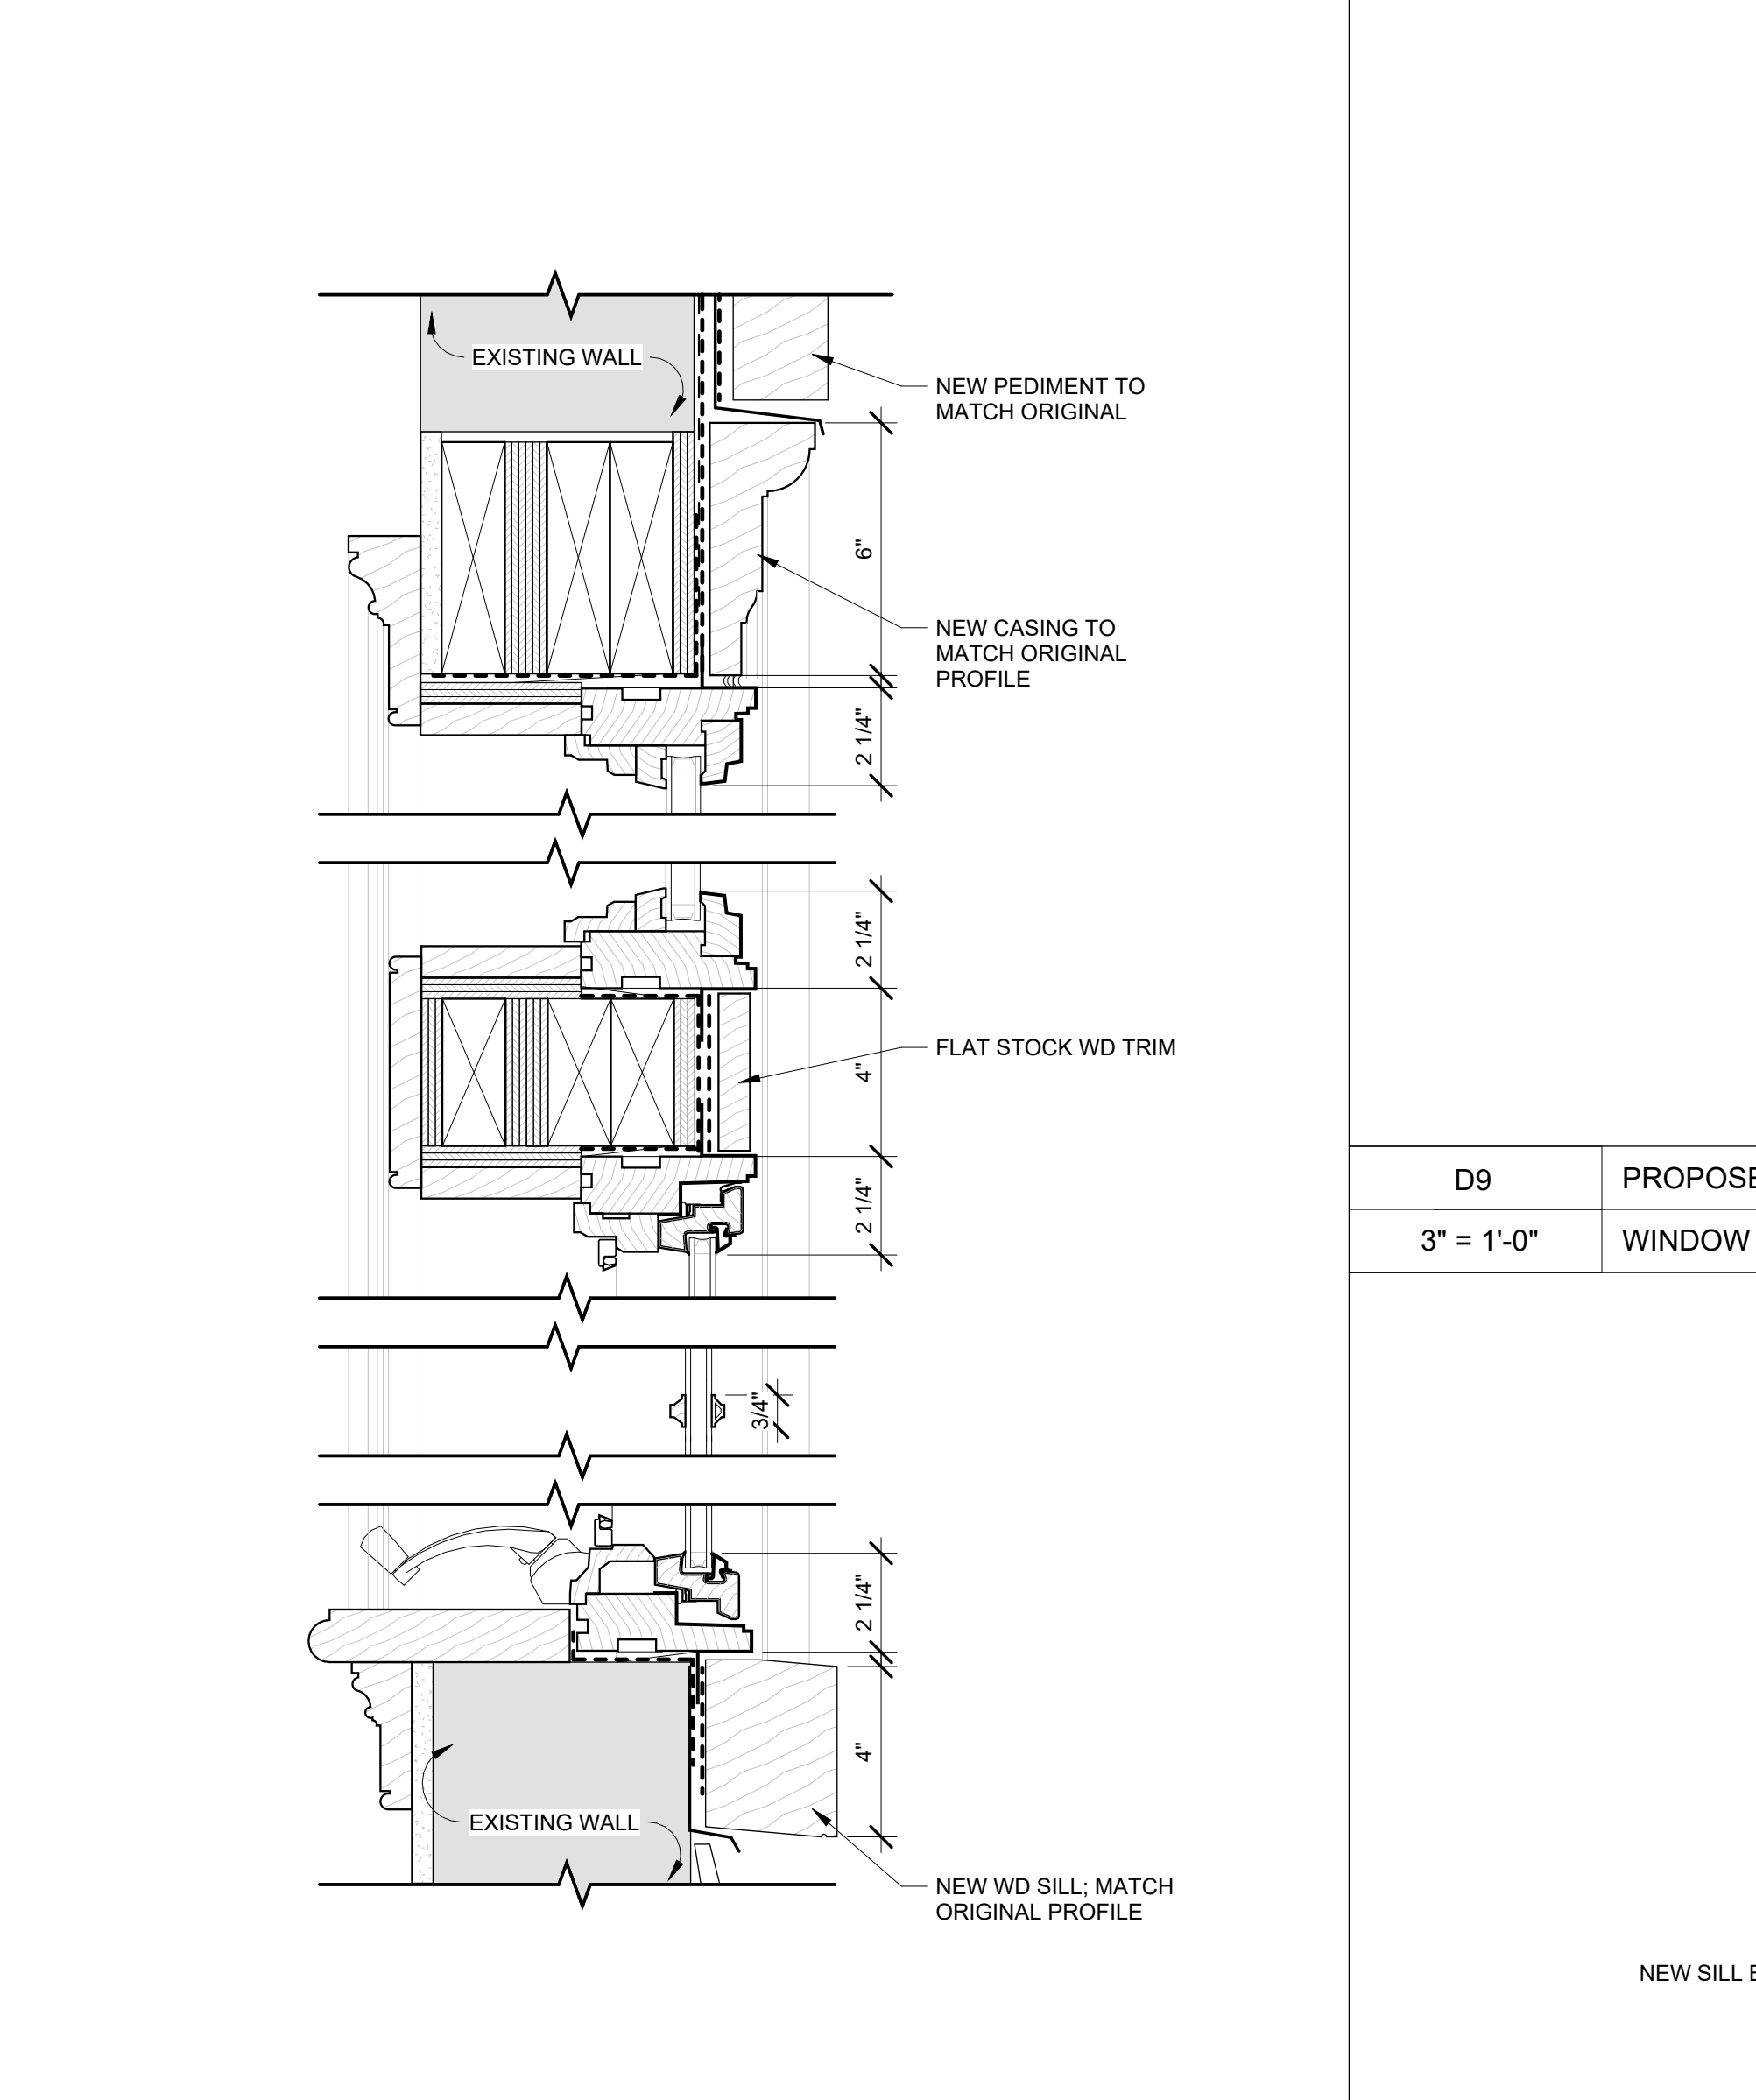 EXISTING WALL
NEW PEDIMENT TO
MATCH ORIGINAL
6"
NEW CASING TO
MATCH ORIGINAL
PROFILE
2 1/4"
2 1/4"
FLAT STOCK WD TRIM
4"
2 1/4"
3/4"
2 1/4"
4"
EXISTING WALL
NEW WD SILL; MATCH
ORIGINAL PROFILE
D9
PROPOSE
3" = 1'-0"
WINDOW
NEW SILL E